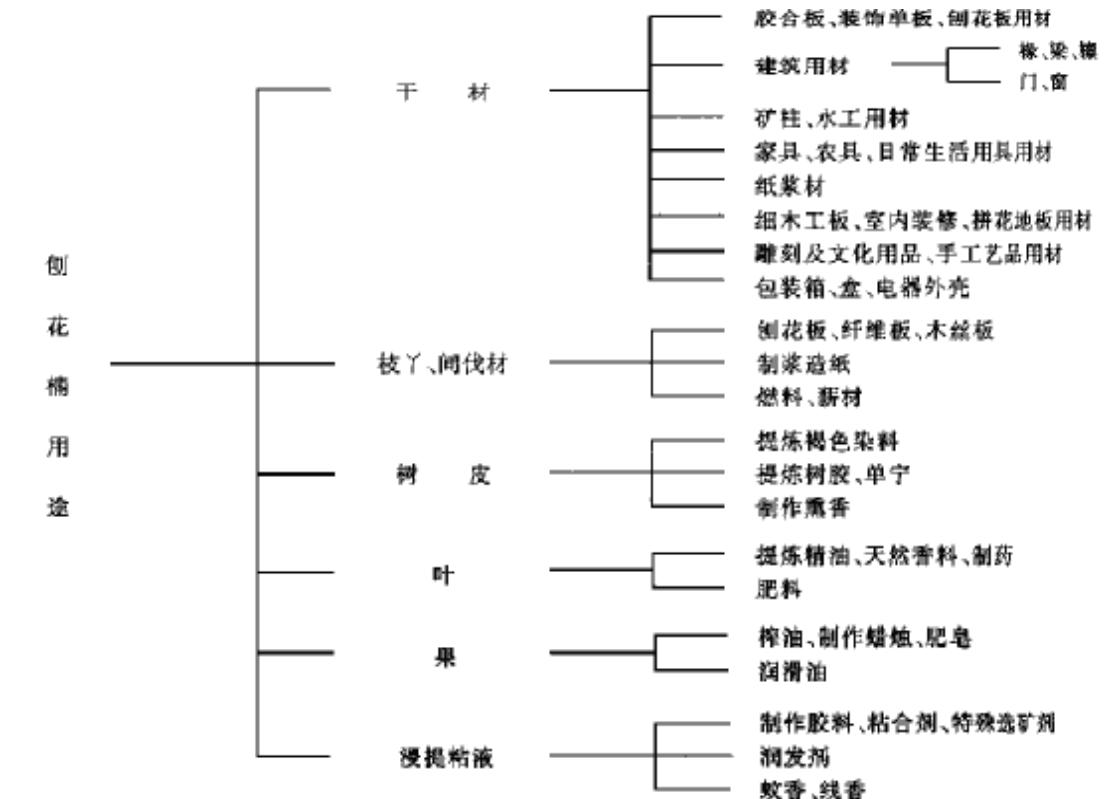 刨花楠用途
干材
胶合板、装饰单板、刨花板用材
建筑用材
椽、梁、檩
门、窗
矿柱、水工用材
家具、农具、日常生活用具用材
纸浆材
细木工板、室内装修、拼花地板用材
雕刻及文化用品、手工艺品用材
包装箱、盒、电器外壳
枝丫、间伐材
刨花板、纤维板、木丝板
制浆造纸
燃料、薪材
树皮
提炼褐色染料
提炼树胶、单宁
制作熏香
叶
提炼精油、天然香料、制药
肥料
果
榨油、制作蜡烛、肥皂
润滑油
浸提粘液
制作胶料、粘合剂、特殊选矿剂
润发剂
蚊香、线香